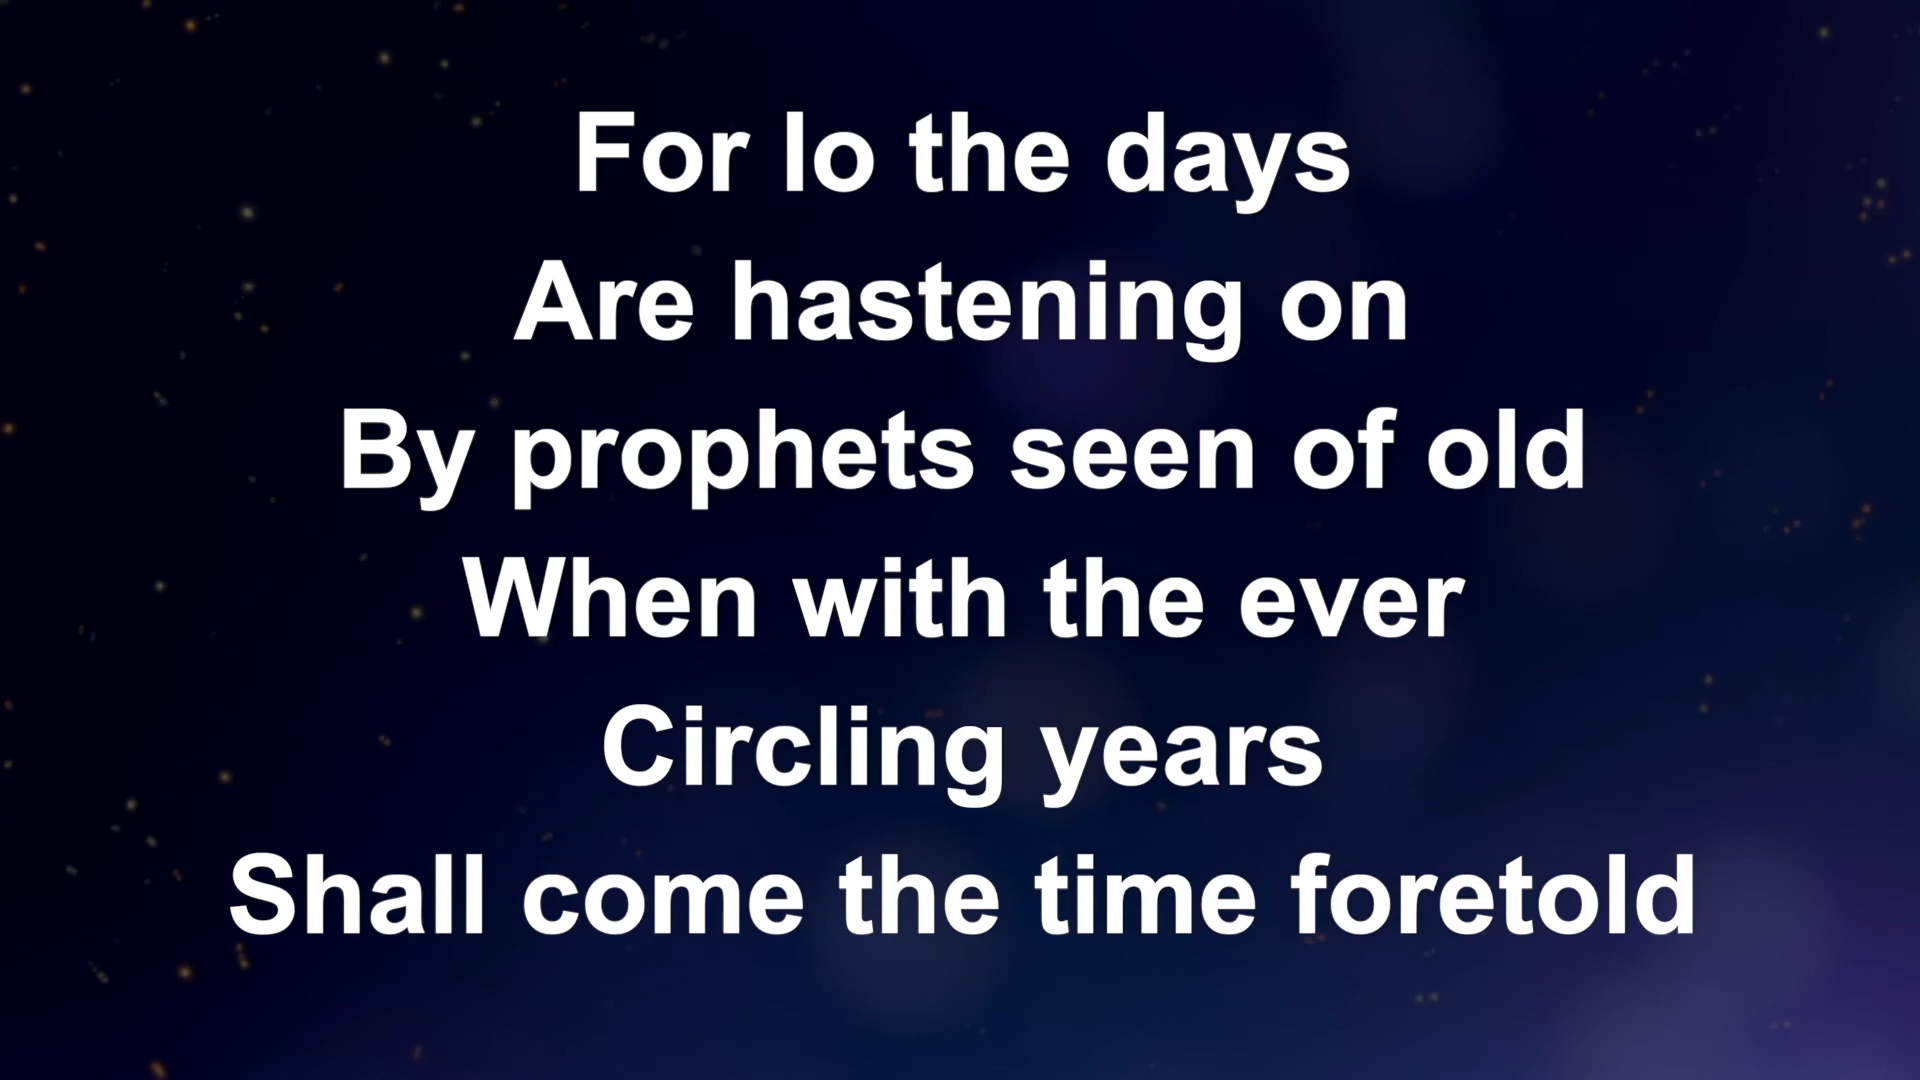 For lo the days
Are hastening on
By prophets seen of old
When with the ever
Circling years
Shall come the time foretold